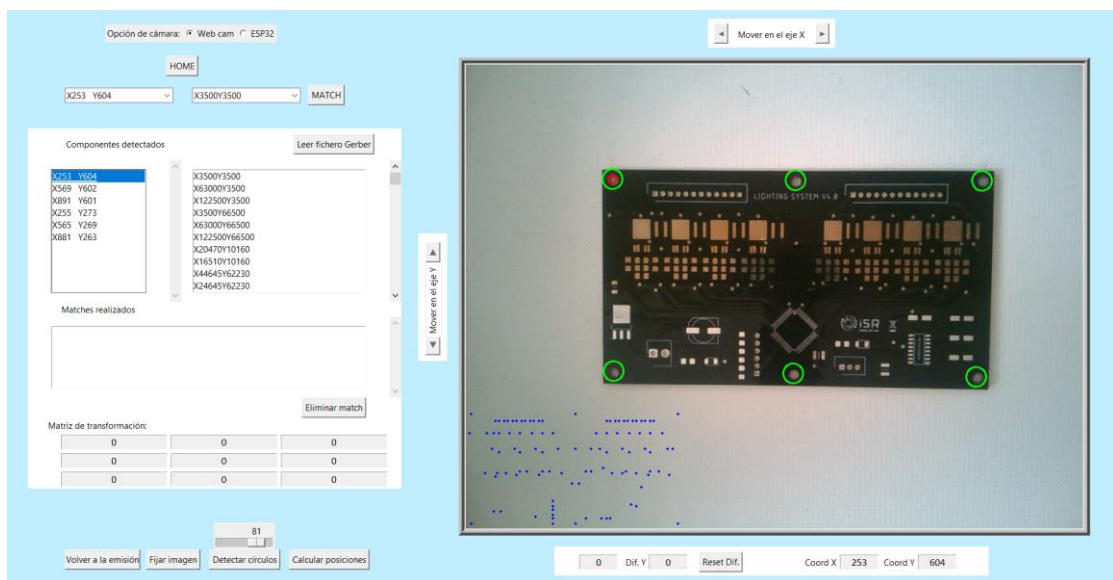 Opción de cámara: Web cam ESP32
Mover en el eje X
HOME
X253 Y604 X3500Y3500 MATCH
Componentes detectados Leer fichero Gerber
X253 Y604
X569 Y602
X891 Y601
X255 Y273
X565 Y269
X881 Y263
X3500Y3500
X63000Y3500
X122500Y3500
X3500Y66500
X63000Y66500
X122500Y66500
X20470Y10160
X16510Y10160
X44645Y62230
X24645Y62230
Mover en el eje Y
LIGHTING SYSTEM V4.0
iSR
Matches realizados
Eliminar match
Matriz de transformación:
0 0 0
0 0 0
0 0 0
81
Volver a la emisión Fijar imagen Detectar círculos Calcular posiciones
0 Dif. Y 0 Reset Dif. Coord X 253 Coord Y 604